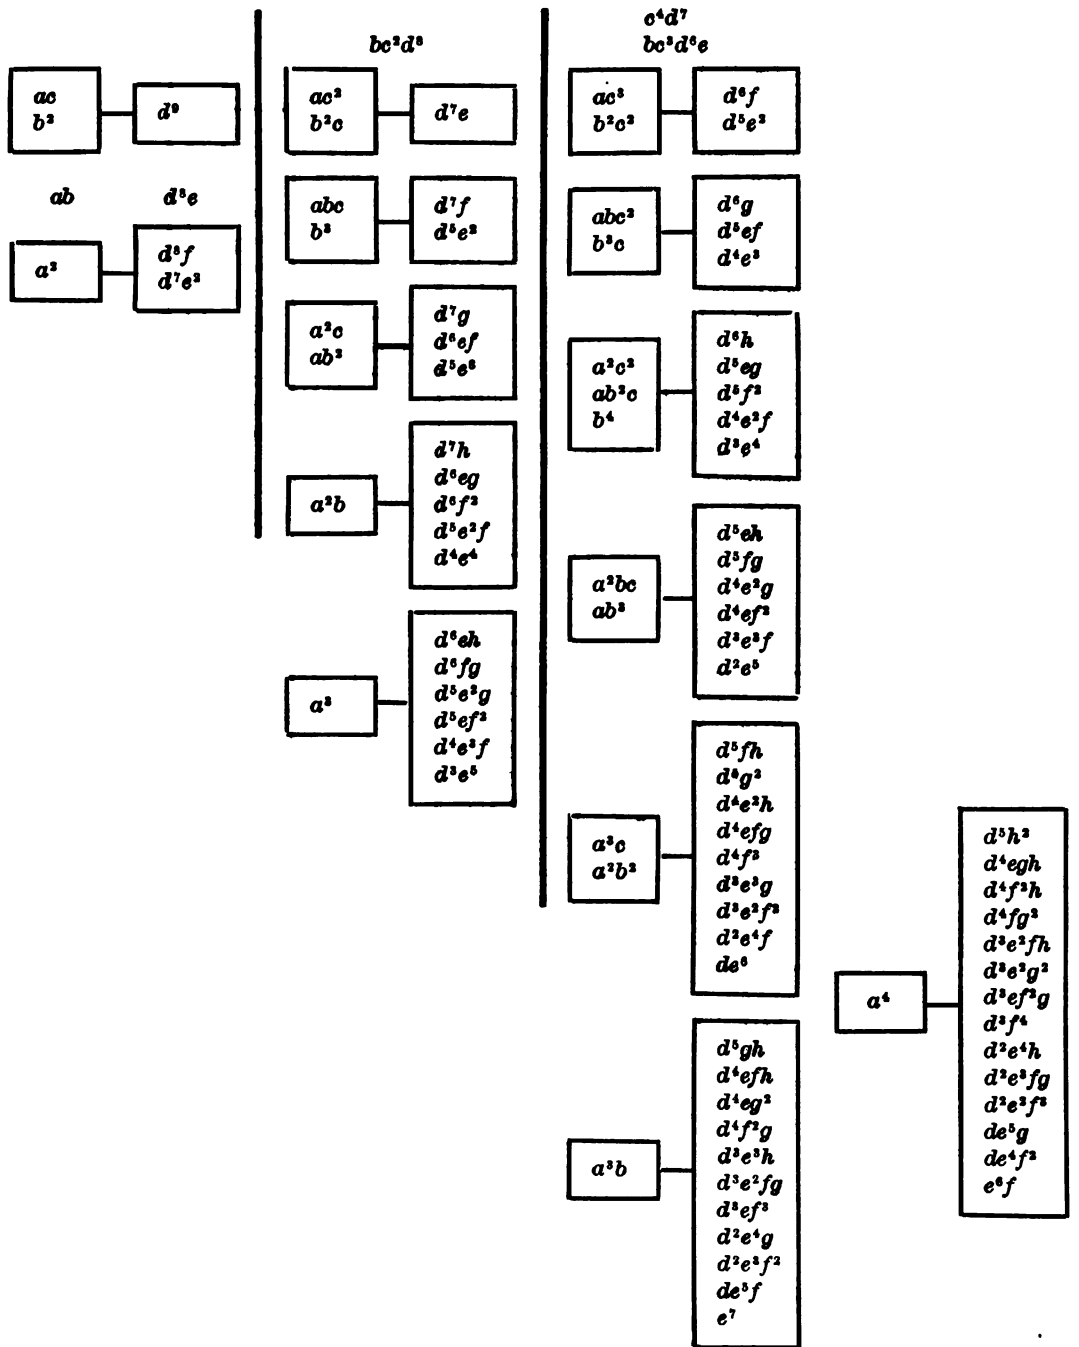 ac
b²
d⁹
ab
d⁸e
a²
d⁸f
d⁷e²
bc²d⁸
ac²
b²c
d⁷e
abc
b³
d⁷f
d⁶e²
a²c
ab²
d⁷g
d⁶ef
d⁵e³
a²b
d⁷h
d⁶eg
d⁶f²
d⁵e²f
d⁴e⁴
a³
d⁶eh
d⁶fg
d⁵e²g
d⁵ef²
d⁴e³f
d³e⁵
c⁴d⁷
bc³d⁶e
ac³
b²c²
d⁶f
d⁵e²
abc²
b³c
d⁶g
d⁵ef
d⁴e³
a²c²
ab²c
b⁴
d⁶h
d⁵eg
d⁵f²
d⁴e²f
d³e⁴
a²bc
ab³
d⁵eh
d⁵fg
d⁴e²g
d⁴ef²
d³e³f
d²e⁵
a³c
a²b²
d⁵fh
d⁵g²
d⁴e²h
d⁴efg
d⁴f³
d³e³g
d³e²f²
d²e⁴f
de⁶
a³b
d⁵gh
d⁴efh
d⁴eg²
d⁴f²g
d³e³h
d³e²fg
d³ef³
d²e⁴g
d²e³f²
de⁵f
e⁷
a⁴
d⁵h²
d⁴egh
d⁴f²h
d⁴fg²
d³e²fh
d³e²g²
d³ef²g
d³f⁴
d²e⁴h
d²e³fg
d²e²f³
de⁵g
de⁴f²
e⁶f